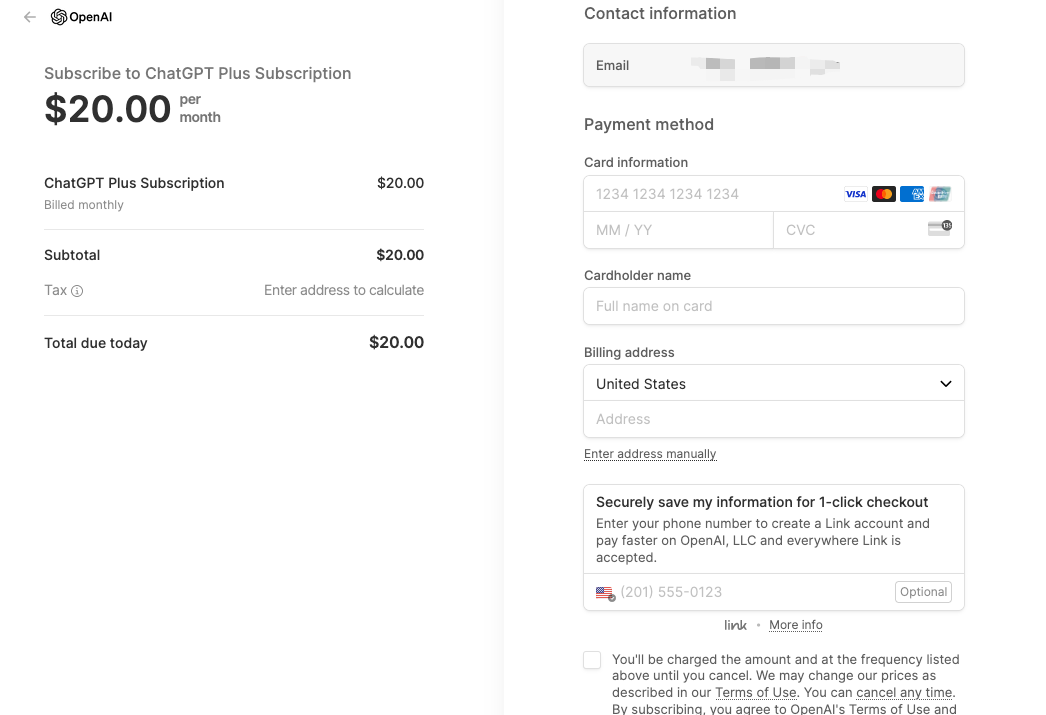 OpenAI
Subscribe to ChatGPT Plus Subscription
$20.00 per
month
ChatGPT Plus Subscription $20.00
Billed monthly
Subtotal $20.00
Tax Enter address to calculate
Total due today $20.00
Contact information
Email
Payment method
Card information
1234 1234 1234 1234 VISA
MM / YY CVC
Cardholder name
Full name on card
Billing address
United States
Address
Enter address manually
Securely save my information for 1-click checkout
Enter your phone number to create a Link account and
pay faster on OpenAI, LLC and everywhere Link is
accepted.
(201) 555-0123 Optional
link • More info
You'll be charged the amount and at the frequency listed
above until you cancel. We may change our prices as
described in our Terms of Use. You can cancel any time.
By subscribing, you agree to OpenAI's Terms of Use and